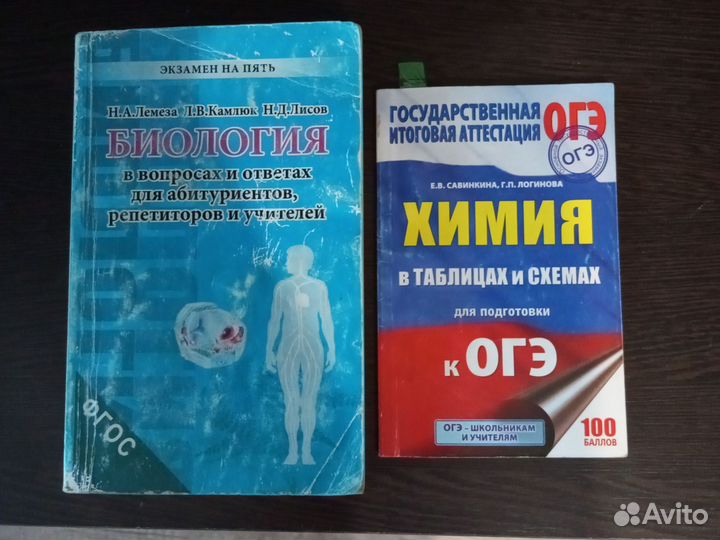 ЭКЗАМЕН НА ПЯТЬ
Н.А.Лемеза Л.В.Камлюк Н.Д.Лисов
БИОЛОГИЯ
в вопросах и ответах
для абитуриентов,
репетиторов и учителей
ФГОС
ГОСУДАРСТВЕННАЯ
ИТОГОВАЯ АТТЕСТАЦИЯ
ОГЭ
ОГЭ
Е.В. САВИНКИНА, Г.П. ЛОГИНОВА
ХИМИЯ
В ТАБЛИЦАХ И СХЕМАХ
для подготовки
к ОГЭ
ОГЭ - ШКОЛЬНИКАМ
И УЧИТЕЛЯМ
100
БАЛЛОВ
Avito